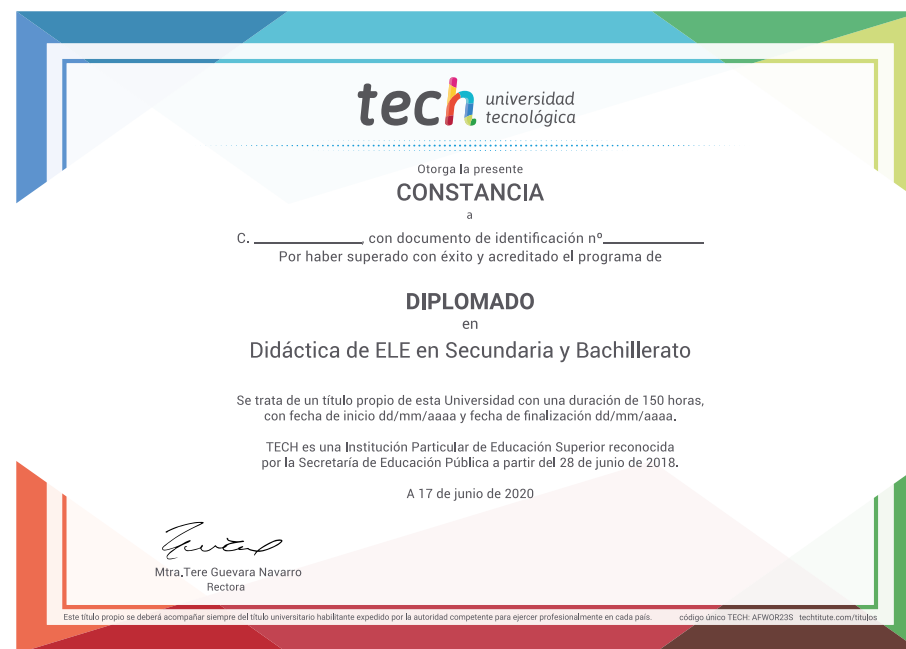 tech universidad
tecnológica
Otorga la presente
CONSTANCIA
a
C. ____________, con documento de identificación nº____________
Por haber superado con éxito y acreditado el programa de
DIPLOMADO
en
Didáctica de ELE en Secundaria y Bachillerato
Se trata de un título propio de esta Universidad con una duración de 150 horas,
con fecha de inicio dd/mm/aaaa y fecha de finalización dd/mm/aaaa.
TECH es una Institución Particular de Educación Superior reconocida
por la Secretaría de Educación Pública a partir del 28 de junio de 2018.
A 17 de junio de 2020
Mtra.Tere Guevara Navarro
Rectora
Este título propio se deberá acompañar siempre del título universitario habilitante expedido por la autoridad competente para ejercer profesionalmente en cada país. código único TECH: AFWOR23S techtitute.com/titulos